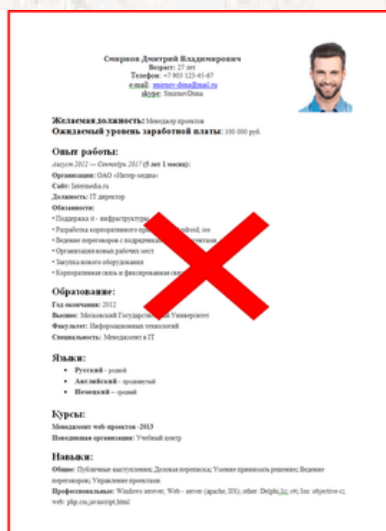 Смирнов Дмитрий Владимирович
Возраст: 27 лет
Телефон: +7 903 123-45-67
e-mail: smirnov-dima@mail.ru
skype: SmirnovDima
Желаемая должность: Менеджер проектов
Ожидаемый уровень заработной платы: 100 000 руб.
Опыт работы:
Август 2012 — Сентябрь 2017 (5 лет 1 месяц):
Организация: ОАО «Интер-медиа»
Сайт: Intermedia.ru
Должность: IT директор
Обязанности:
• Поддержка it - инфраструктуры
• Разработка корпоративного android, ios
• Ведение переговоров с подрядчиками
• Организация новых рабочих мест
• Закупка нового оборудования
• Корпоративная связь и фиксированная связь
Образование:
Год окончания: 2012
Высшее: Московский Государственный Университет
Факультет: Информационных технологий
Специальность: Менеджмент в IT
Языки:
• Русский - родной
• Английский - продвинутый
• Немецкий – средний
Курсы:
Менеджмент web-проектов -2013
Проводившая организация: Учебный центр
Навыки:
Общие: Публичные выступления; Деловая переписка; Умение принимать решение; Ведение
переговоров; Управление проектами
Профессиональные: Windows server, Web - server (apache, IIS); other: Delphi, 1c; c#; Ios: objective-c;
web: php,css,javascript,html